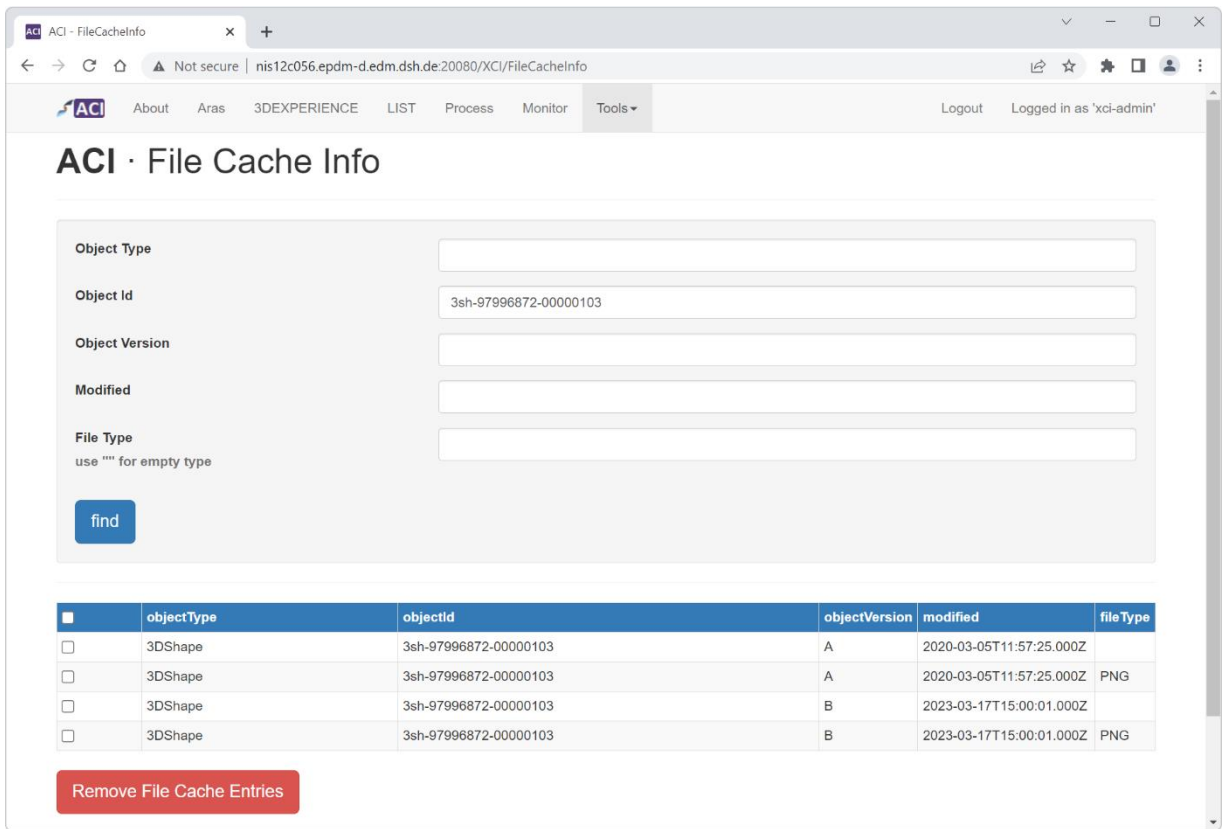 ACI ACI - FileCacheInfo
Not secure nis12c056.epdm-d.edm.dsh.de:20080/XCI/FileCacheInfo
ACI About Aras 3DEXPERIENCE LIST Process Monitor Tools Logout Logged in as 'xci-admin'
ACI · File Cache Info
Object Type
Object Id 3sh-97996872-00000103
Object Version
Modified
File Type
use "" for empty type
find
objectType objectId objectVersion modified fileType
3DShape 3sh-97996872-00000103 A 2020-03-05T11:57:25.000Z
3DShape 3sh-97996872-00000103 A 2020-03-05T11:57:25.000Z PNG
3DShape 3sh-97996872-00000103 B 2023-03-17T15:00:01.000Z
3DShape 3sh-97996872-00000103 B 2023-03-17T15:00:01.000Z PNG
Remove File Cache Entries